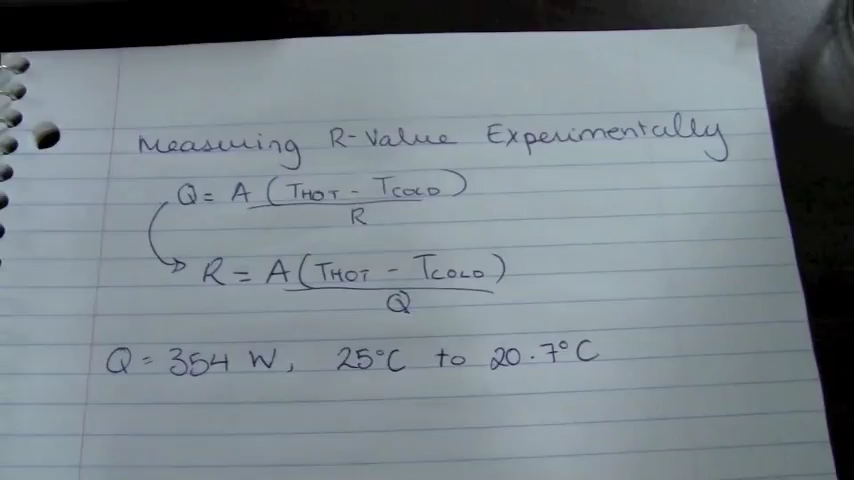 Measuring R-Value Experimentally
Q = A (THOT - TCOLD)
R
R = A (THOT - TCOLD)
Q
Q = 354 W, 25°C to 20.7°C